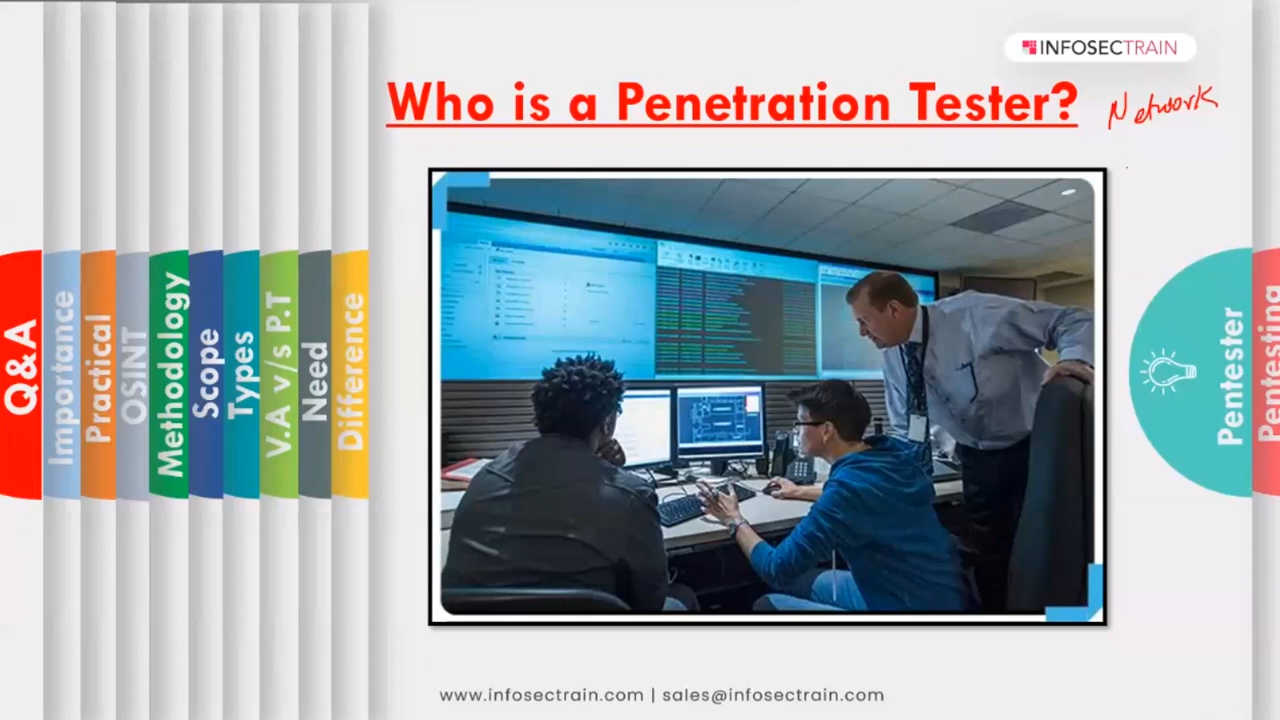 INFOSECTRAIN
Who is a Penetration Tester?
Network
Q&A
Importance
Practical
OSINT
Methodology
Scope
Types
V.A v/s P.T
Need
Difference
Pentester
Pentesting
www.infosectrain.com | sales@infosectrain.com